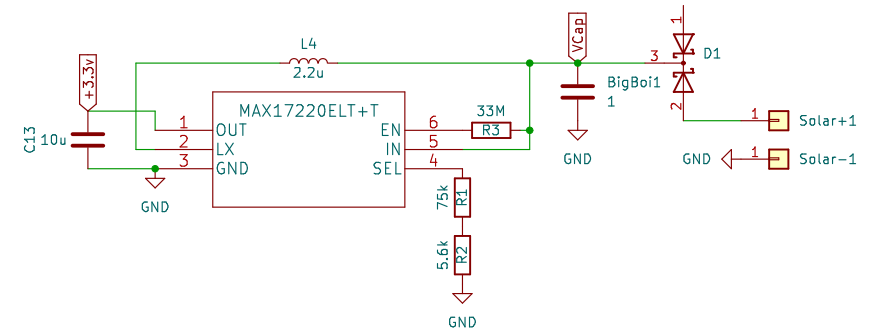 1
VCap
L4
2.2u
3
D1
+3.3v
BigBoi1
1
2
MAX17220ELT+T
33M
1
Solar+1
C13
10u
1
OUT
EN
6
R3
2
LX
IN
5
GND
GND
1
Solar-1
3
GND
SEL
4
GND
75k
R1
5.6k
R2
GND